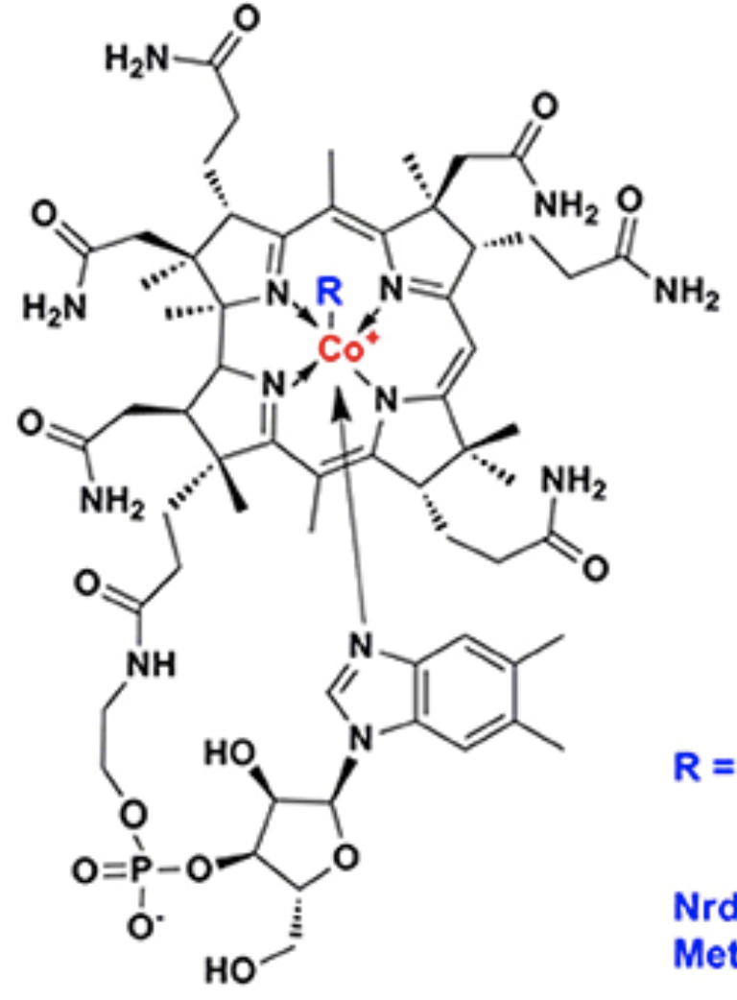 O
H₂N
O
NH₂
O
NH₂
O
H₂N
N
R
N
Co⁺
N
N
O
NH₂
NH₂
O
O
NH
N
N
HO
O
O=P-O
O
O⁻
HO
R =
Nrd
Met